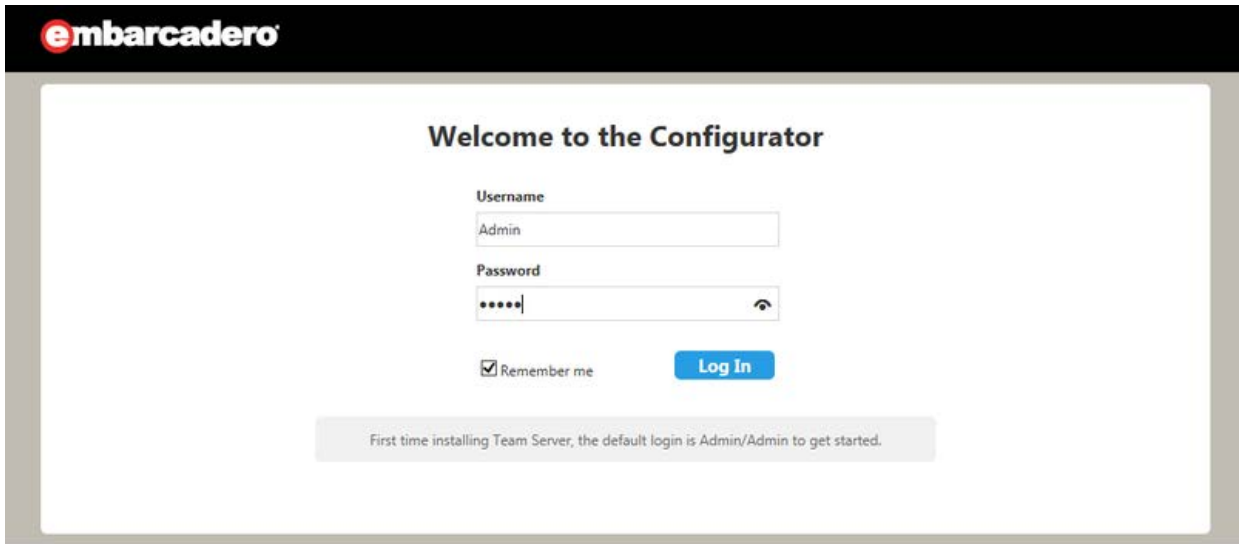 embarcadero
Welcome to the Configurator
Username
Admin
Password
•••••
Remember me
Log In
First time installing Team Server, the default login is Admin/Admin to get started.